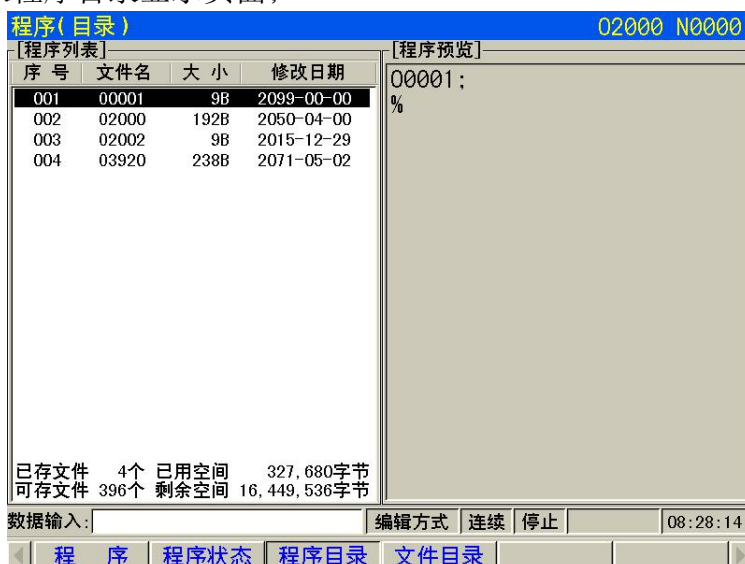 程序(目录) O2000 N0000
[程序列表]
序 号 文件名 大 小 修改日期
001 O0001 9B 2099-00-00
002 O2000 192B 2050-04-00
003 O2002 9B 2015-12-29
004 O3920 238B 2071-05-02
已存文件 4个 已用空间 327,680字节
可存文件 396个 剩余空间 16,449,536字节
[程序预览]
O0001;
%
数据输入: 编辑方式 连续 停止 08:28:14
程 序 程序状态 程序目录 文件目录